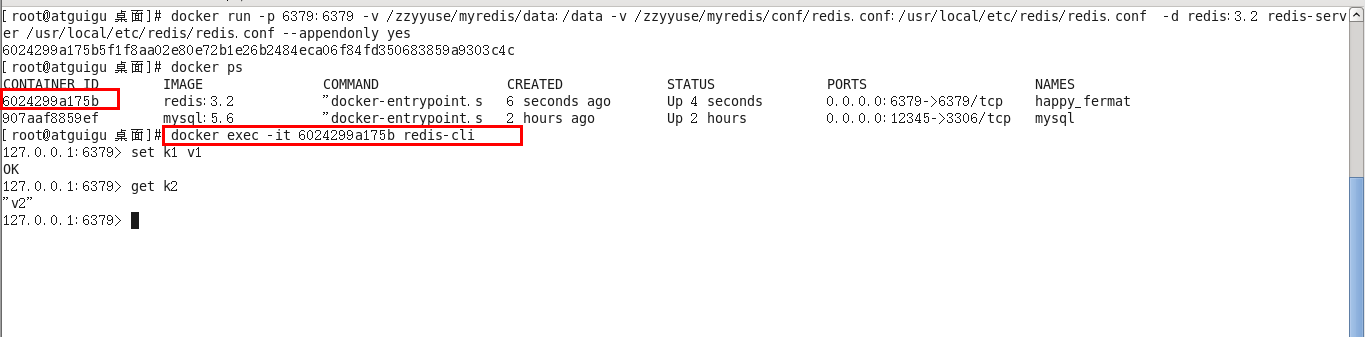 [root@atguigu 桌面]# docker run -p 6379:6379 -v /zzyyuse/myredis/data:/data -v /zzyyuse/myredis/conf/redis.conf:/usr/local/etc/redis/redis.conf  -d redis:3.2 redis-serv
er /usr/local/etc/redis/redis.conf --appendonly yes
6024299a175b5f1f8aa02e80e72b1e26b2484eca06f84fd350683859a9303c4c
[root@atguigu 桌面]# docker ps
CONTAINER ID        IMAGE               COMMAND                CREATED             STATUS              PORTS                     NAMES
6024299a175b        redis:3.2           "docker-entrypoint.s   6 seconds ago       Up 4 seconds        0.0.0.0:6379->6379/tcp    happy_fermat
907aaf8859ef        mysql:5.6           "docker-entrypoint.s   2 hours ago         Up 2 hours          0.0.0.0:12345->3306/tcp   mysql
[root@atguigu 桌面]# docker exec -it 6024299a175b redis-cli
127.0.0.1:6379> set k1 v1
OK
127.0.0.1:6379> get k2
"v2"
127.0.0.1:6379>